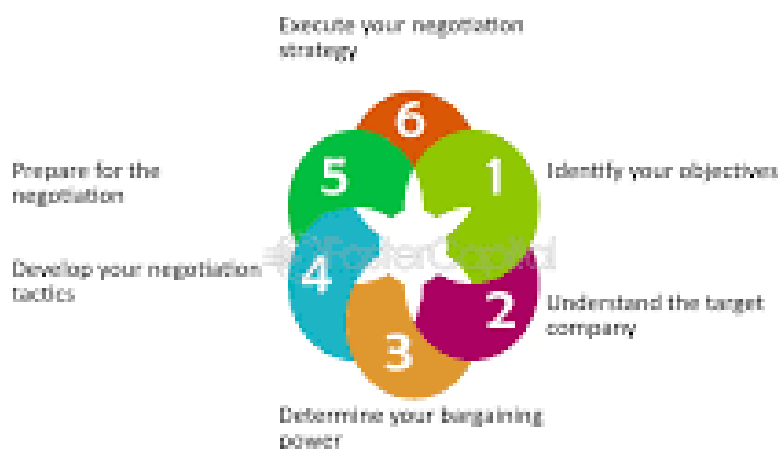 Execute your negotiation
strategy
6
1
Identify your objectives
2
Understand the target
company
3
Determine your bargaining
power
4
Develop your negotiation
tactics
5
Prepare for the
negotiation
FasterCapital